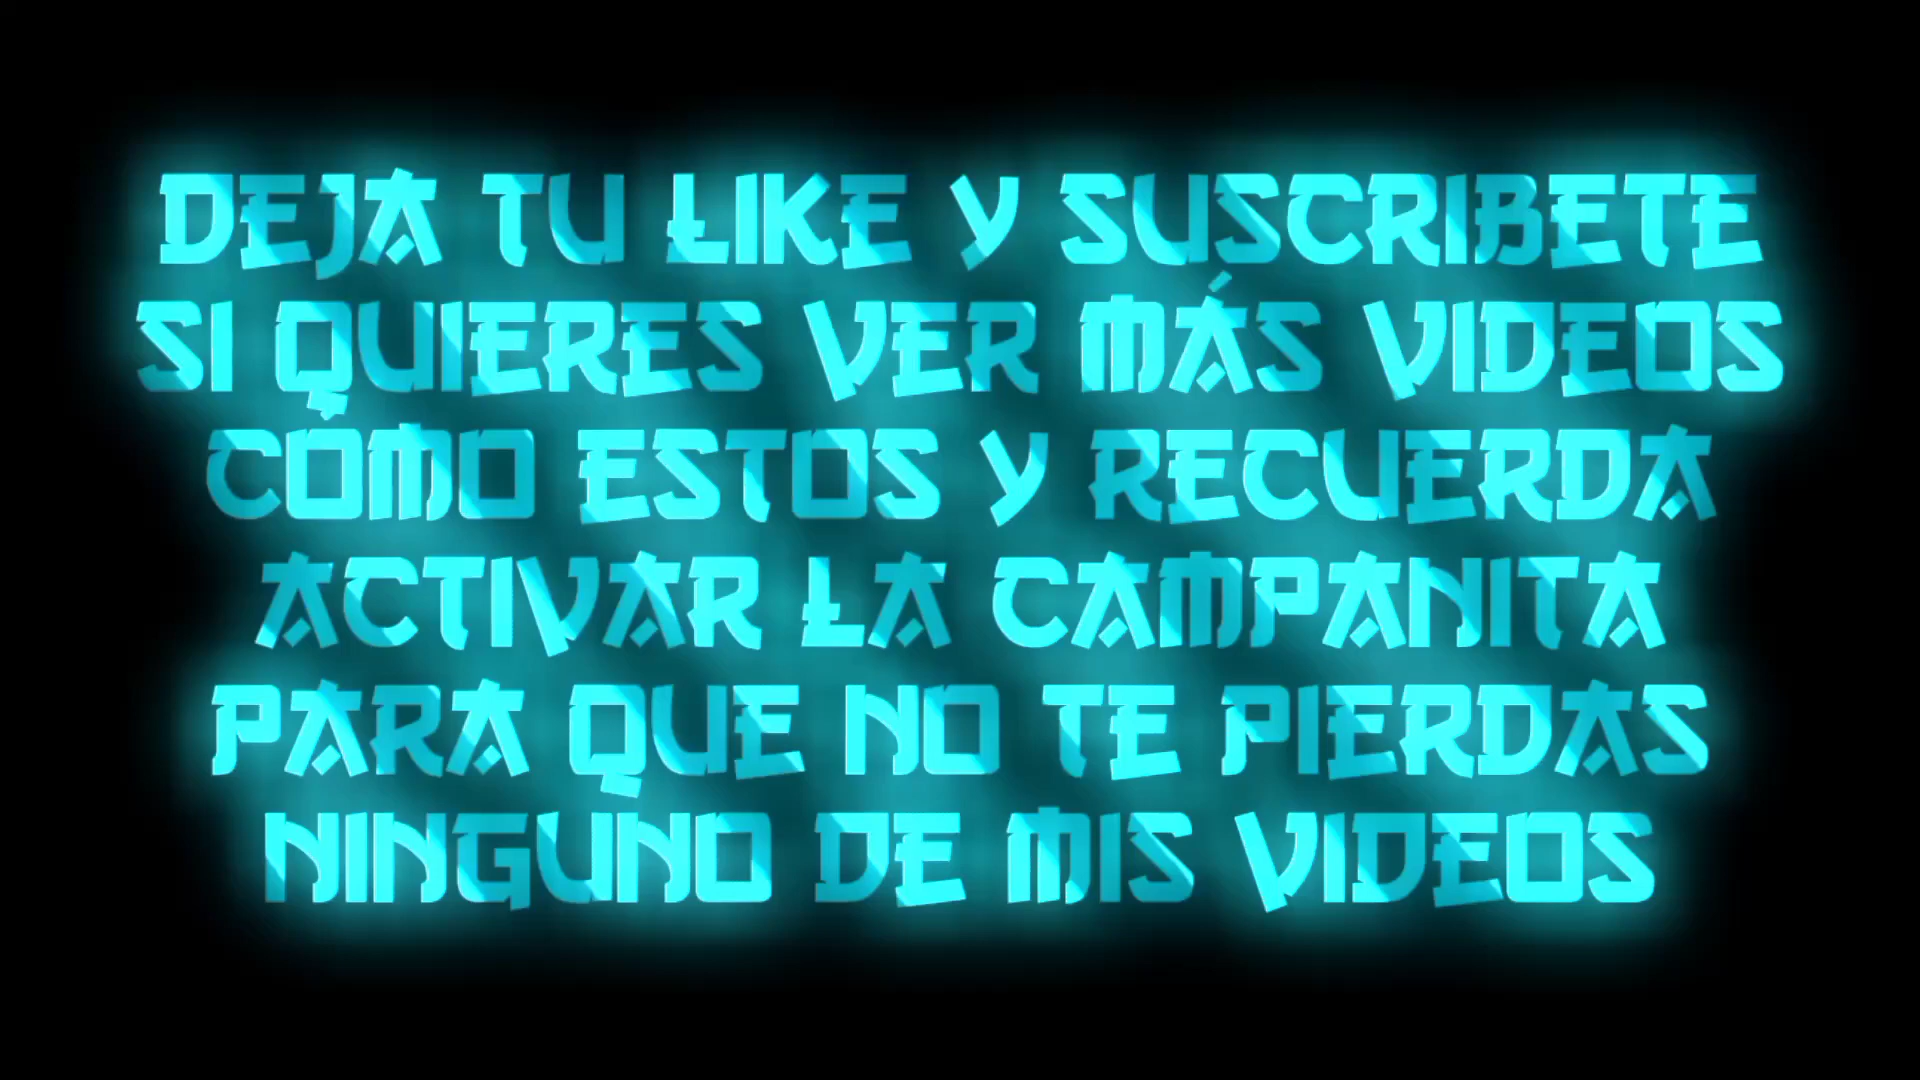 DEJA TU LIKE Y SUSCRIBETE
SI QUIERES VER MÁS VIDEOS
COMO ESTOS Y RECUERDA
ACTIVAR LA CAMPANITA
PARA QUE NO TE PIERDAS
NINGUNO DE MIS VIDEOS